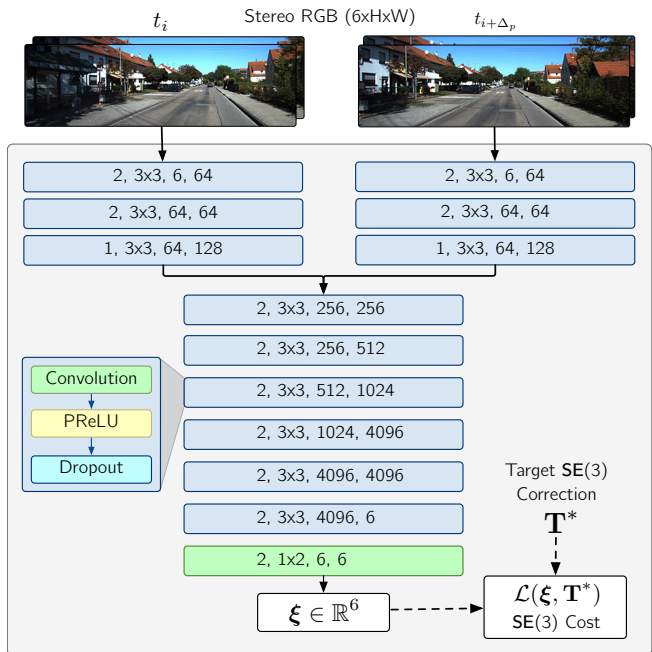 t_i
Stereo RGB (6xHxW)
t_{i+Δ_p}
2, 3x3, 6, 64
2, 3x3, 6, 64
2, 3x3, 64, 64
2, 3x3, 64, 64
1, 3x3, 64, 128
1, 3x3, 64, 128
2, 3x3, 256, 256
2, 3x3, 256, 512
2, 3x3, 512, 1024
2, 3x3, 1024, 4096
2, 3x3, 4096, 4096
2, 3x3, 4096, 6
2, 1x2, 6, 6
Convolution
PReLU
Dropout
Target SE(3)
Correction
T*
ξ ∈ ℝ⁶
ℒ(ξ, T*)
SE(3) Cost